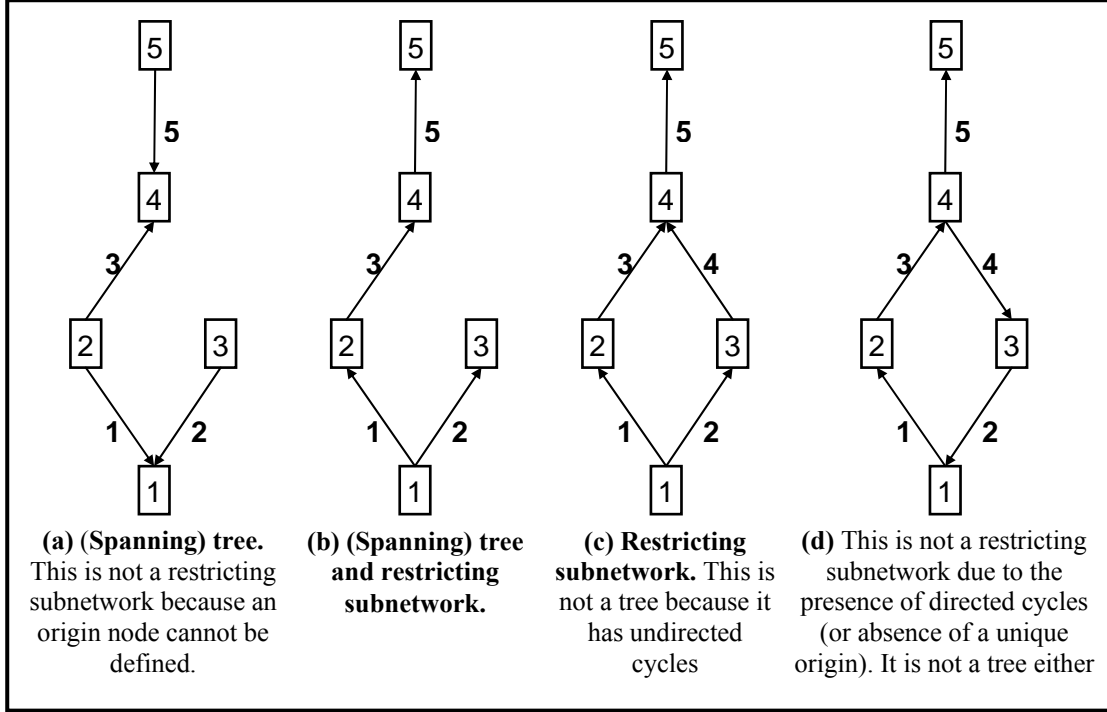 5
5
5
5
5
5
5
5
4
4
4
4
3
3
3
4
3
4
2
3
2
3
2
3
2
3
1
2
1
2
1
2
1
2
1
1
1
1
(a) (Spanning) tree.
This is not a restricting
subnetwork because an
origin node cannot be
defined.
(b) (Spanning) tree
and restricting
subnetwork.
(c) Restricting
subnetwork. This is
not a tree because it
has undirected
cycles
(d) This is not a restricting
subnetwork due to the
presence of directed cycles
(or absence of a unique
origin). It is not a tree either